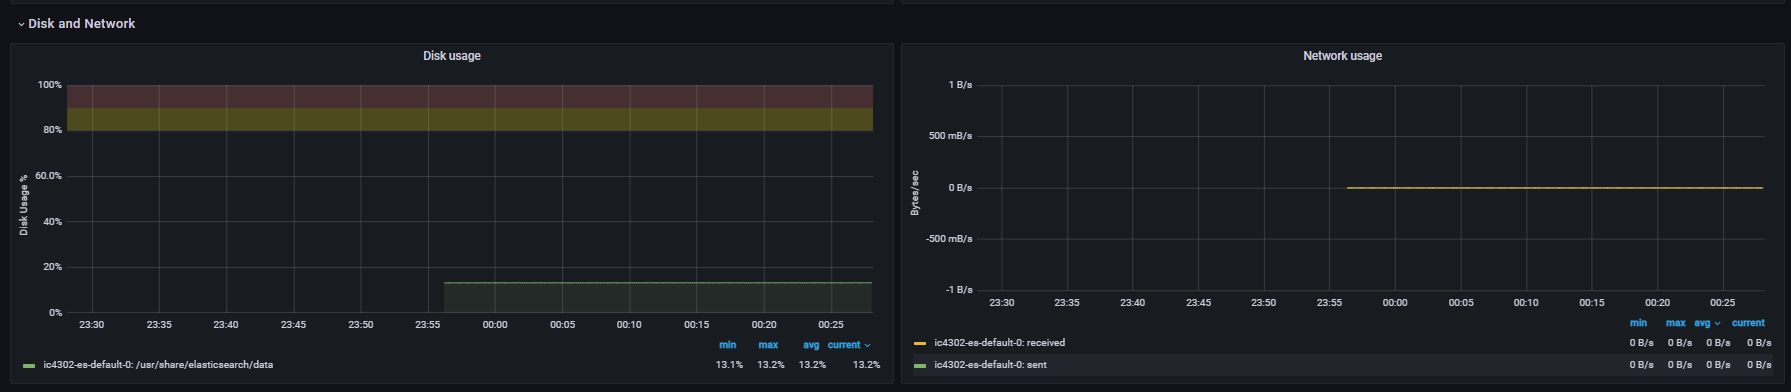 Disk and Network
Disk usage
100%
80%
60.0%
40%
20%
0%
Disk Usage %
23:30 23:35 23:40 23:45 23:50 23:55 00:00 00:05 00:10 00:15 00:20 00:25
min max avg current
ic4302-es-default-0: /usr/share/elasticsearch/data 13.1% 13.2% 13.2% 13.2%
Network usage
1 B/s
500 mB/s
0 B/s
-500 mB/s
-1 B/s
Bytes/sec
23:30 23:35 23:40 23:45 23:50 23:55 00:00 00:05 00:10 00:15 00:20 00:25
min max avg current
ic4302-es-default-0: received 0 B/s 0 B/s 0 B/s 0 B/s
ic4302-es-default-0: sent 0 B/s 0 B/s 0 B/s 0 B/s